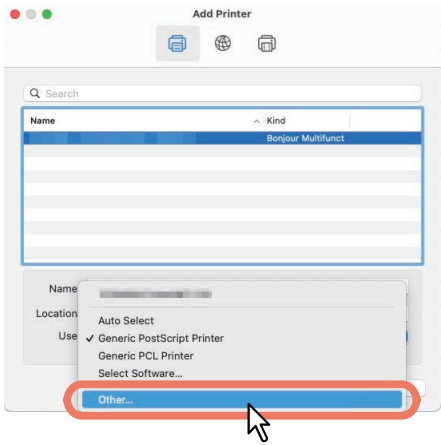 Add Printer
Search
Name
Kind
Bonjour Multifunct
Name
Location
Use
Auto Select
✓ Generic PostScript Printer
Generic PCL Printer
Select Software...
Other...